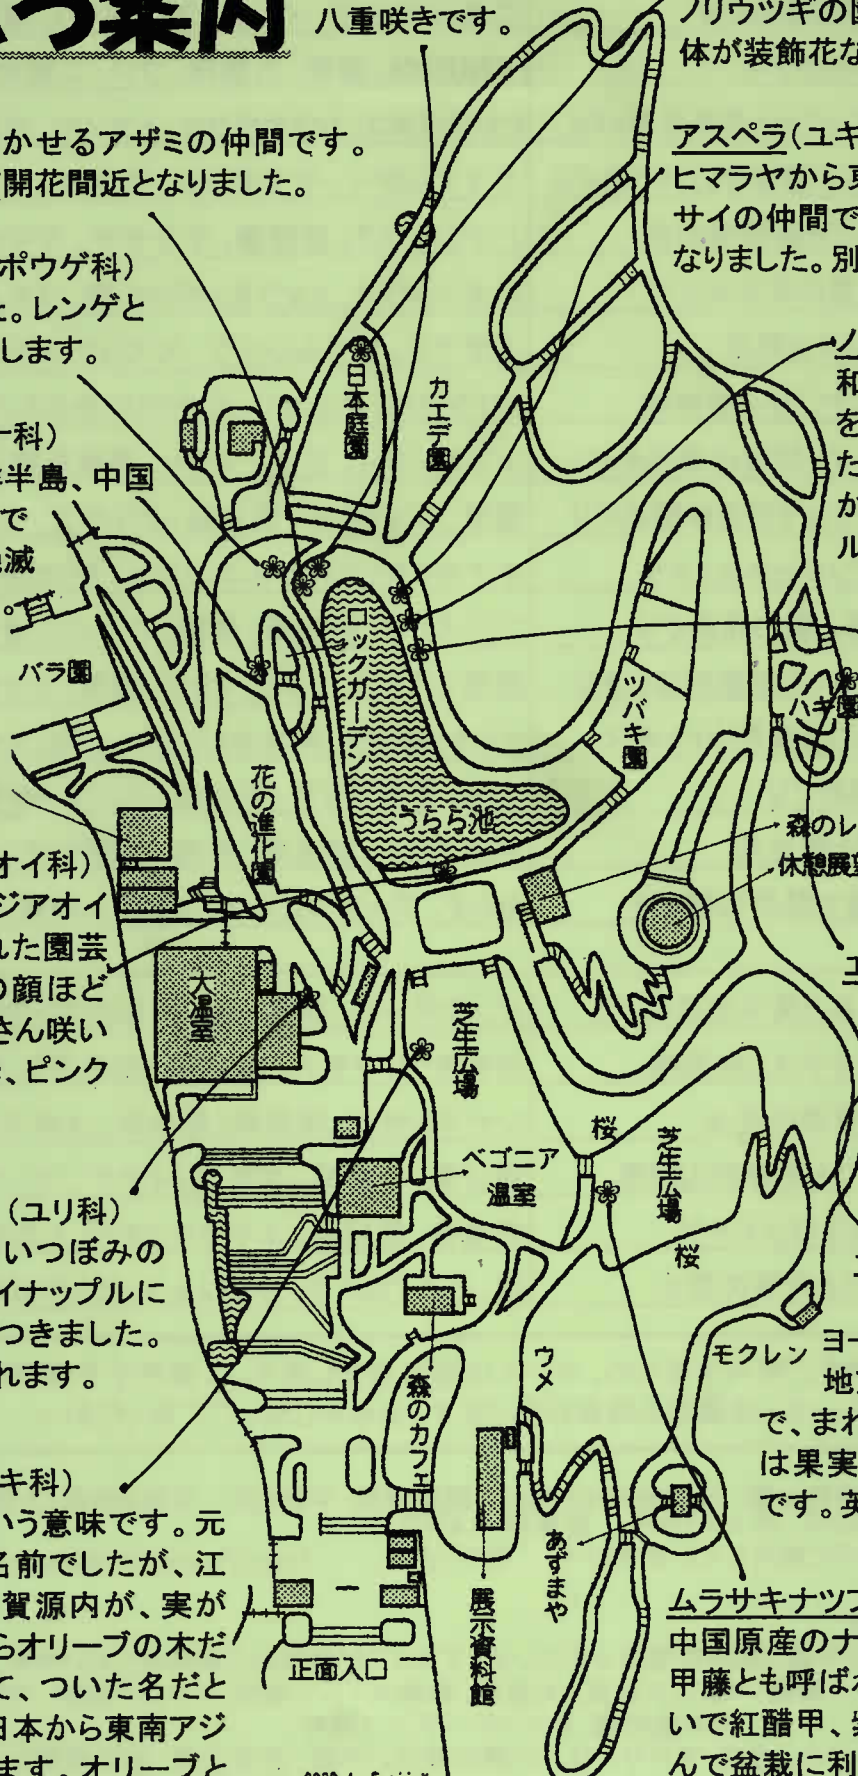 案内
八重咲きです。
ノリウツギの
体が装飾花な
かせるアザミの仲間です。
開花間近となりました。
アスペラ(ユキ
ヒマラヤから東
サイの仲間で
なりました。別
ポウゲ科)
た。レンゲと
します。
科)
半島、中国
で
滅
。
ノ
和
を
た
が
ル
日本庭園
カエデ園
ロックガーデン
バラ園
ツバキ園
ハギ園
花の進化園
うらら池
森のレ
休憩展望
オイ科)
ジアオイ
れた園芸
の顔ほど
さん咲い
、ピンク
大温室
芝生広場
桜
芝生広場
桜
ベゴニア
温室
(ユリ科)
いつぼみの
イナップルに
つきました。
れます。
モクレン
ウメ
森のカフェ
ヨー
地
で、まれ
は果実
です。英
キ科)
いう意味です。元
名前でしたが、江
賀源内が、実が
らオリーブの木だ
て、ついた名だと
日本から東南アジ
ます。オリーブと
あずまや
展示資料館
正面入口
ムラサキナツフ
中国原産のナ
甲藤とも呼ばれ
いで紅醋甲、紫
んで盆栽に利